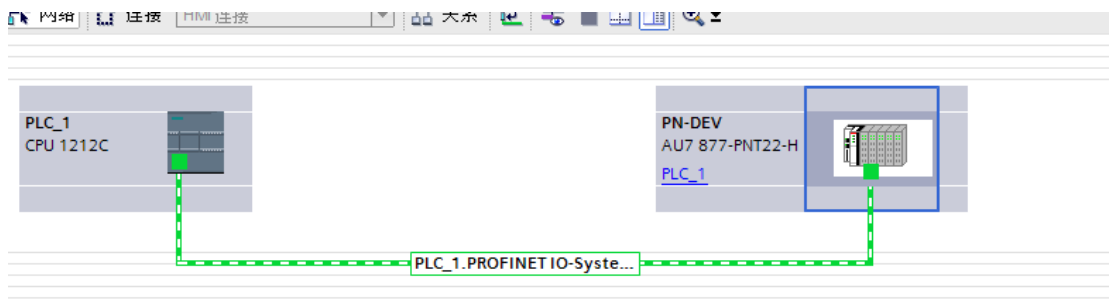 网络 连接 HMI 连接 关系
PLC_1
CPU 1212C
PN-DEV
AU7 877-PNT22-H
PLC_1
PLC_1.PROFINET IO-Syste...